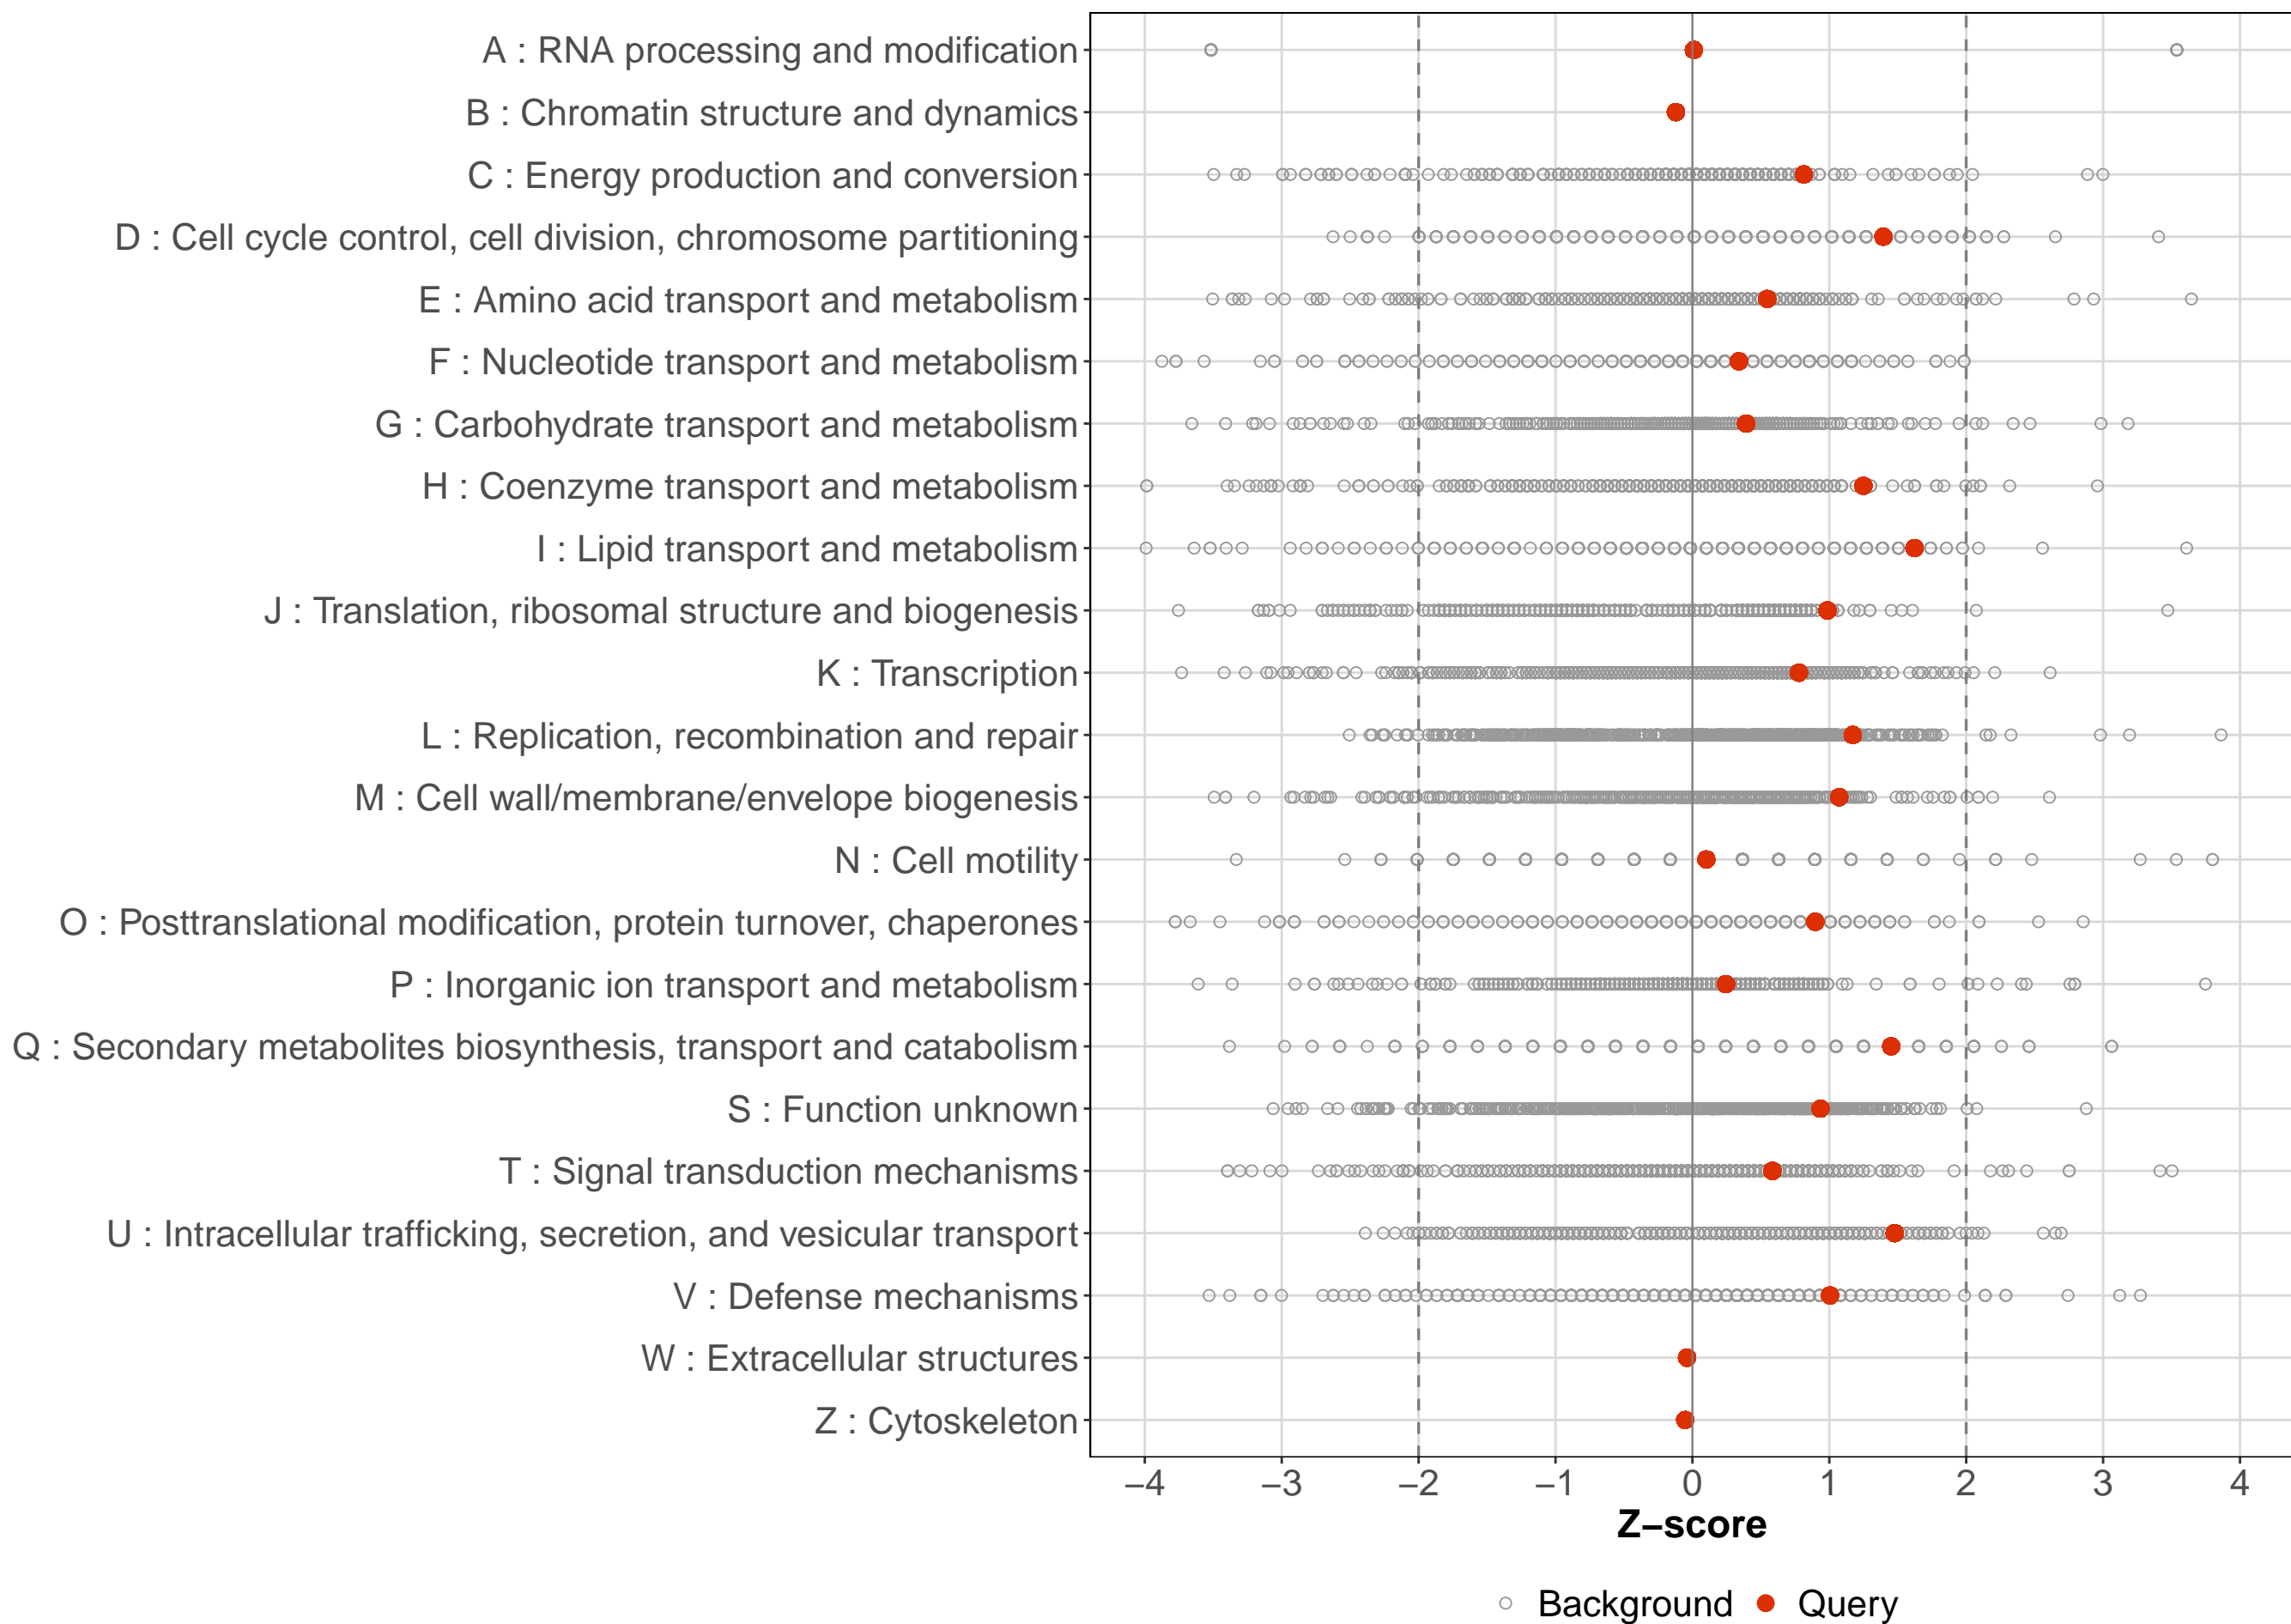 A : RNA processing and modification
B : Chromatin structure and dynamics
C : Energy production and conversion
D : Cell cycle control, cell division, chromosome partitioning
E : Amino acid transport and metabolism
F : Nucleotide transport and metabolism
G : Carbohydrate transport and metabolism
H : Coenzyme transport and metabolism
I : Lipid transport and metabolism
J : Translation, ribosomal structure and biogenesis
K : Transcription
L : Replication, recombination and repair
M : Cell wall/membrane/envelope biogenesis
N : Cell motility
O : Posttranslational modification, protein turnover, chaperones
P : Inorganic ion transport and metabolism
Q : Secondary metabolites biosynthesis, transport and catabolism
S : Function unknown
T : Signal transduction mechanisms
U : Intracellular trafficking, secretion, and vesicular transport
V : Defense mechanisms
W : Extracellular structures
Z : Cytoskeleton
−4 −3 −2 −1 0 1 2 3 4
Z−score
Background Query